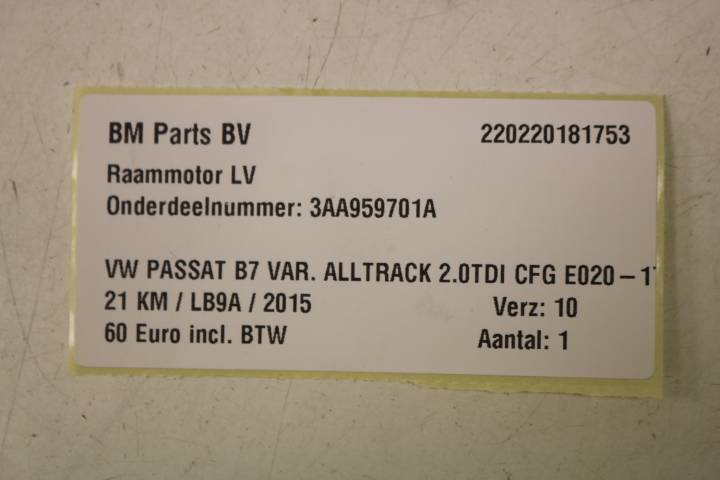 BM Parts BV 220220181753
Raammotor LV
Onderdeelnummer: 3AA959701A
VW PASSAT B7 VAR. ALLTRACK 2.0TDI CFG E020-1
21 KM / LB9A / 2015 Verz: 10
60 Euro incl. BTW Aantal: 1